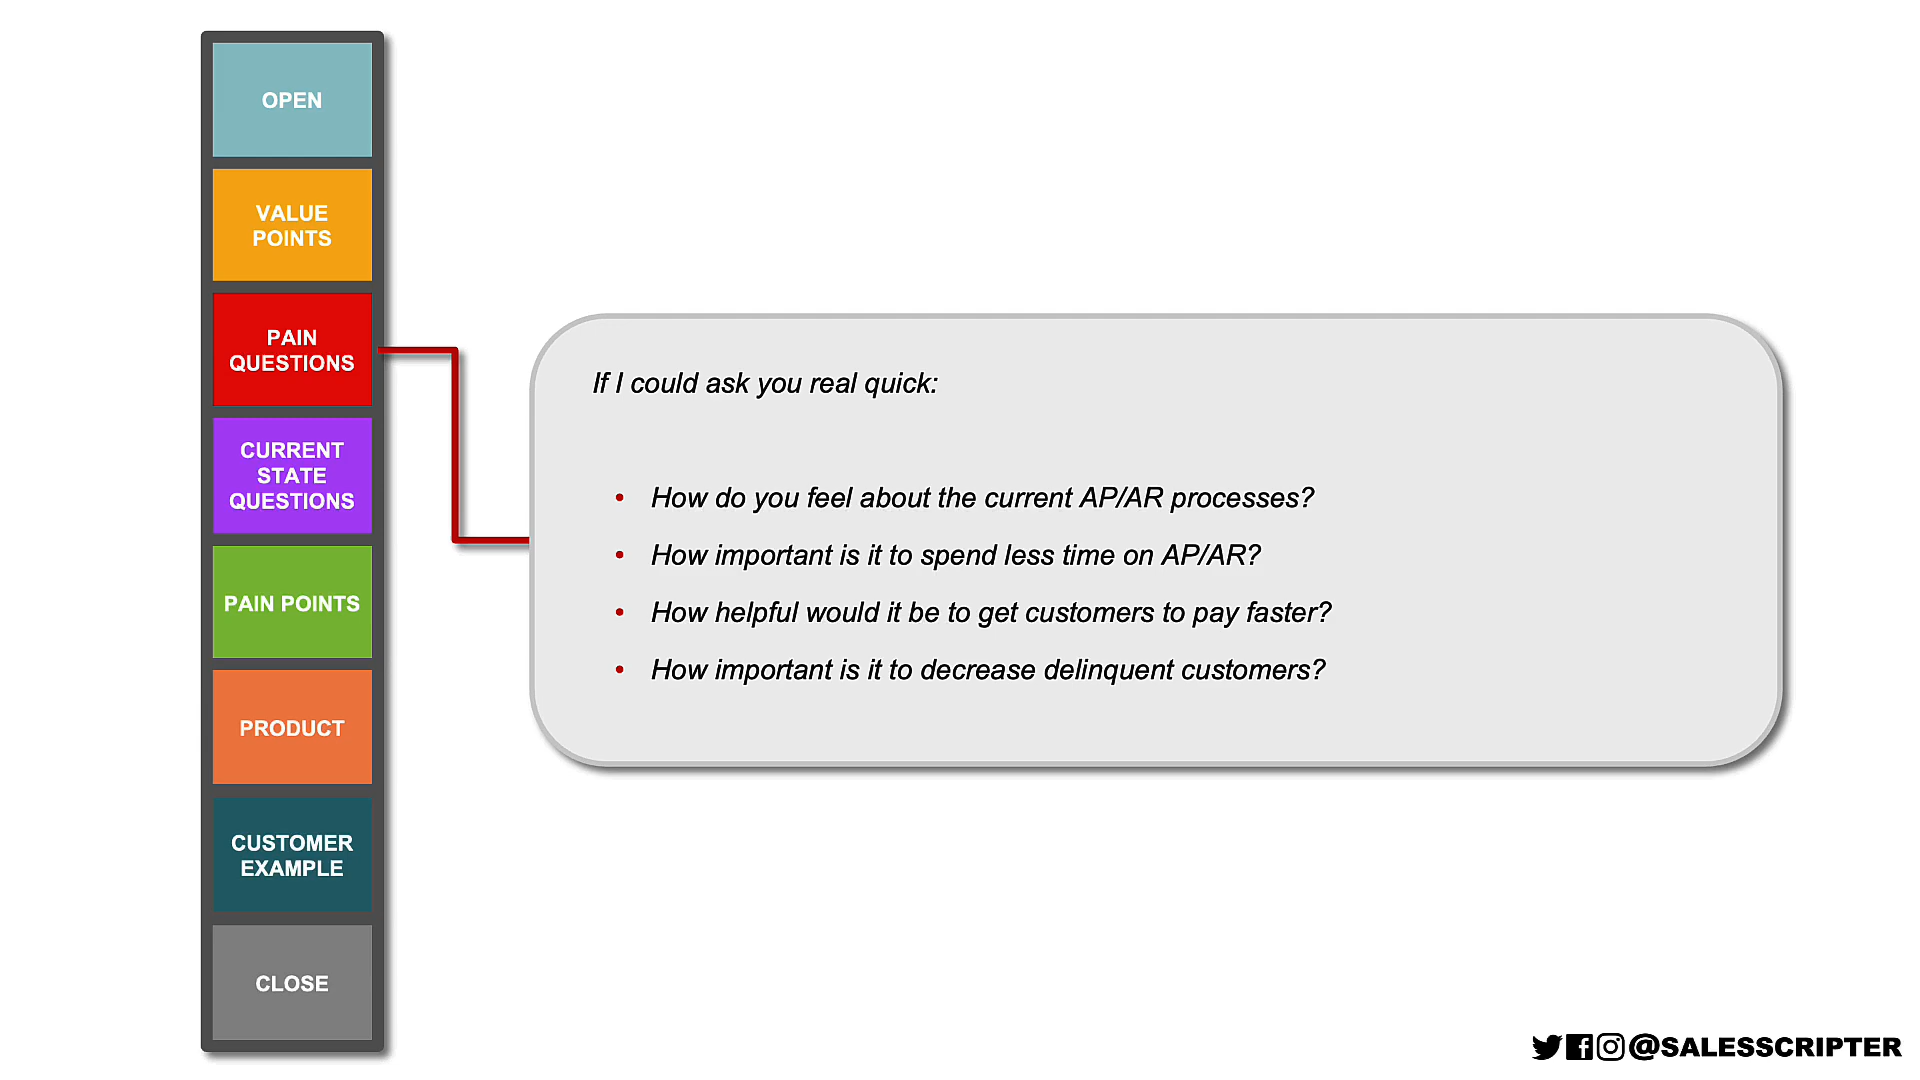 OPEN
VALUE
POINTS
PAIN
QUESTIONS
CURRENT
STATE
QUESTIONS
PAIN POINTS
PRODUCT
CUSTOMER
EXAMPLE
CLOSE
If I could ask you real quick:
• How do you feel about the current AP/AR processes?
• How important is it to spend less time on AP/AR?
• How helpful would it be to get customers to pay faster?
• How important is it to decrease delinquent customers?
@SALESSCRIPTER